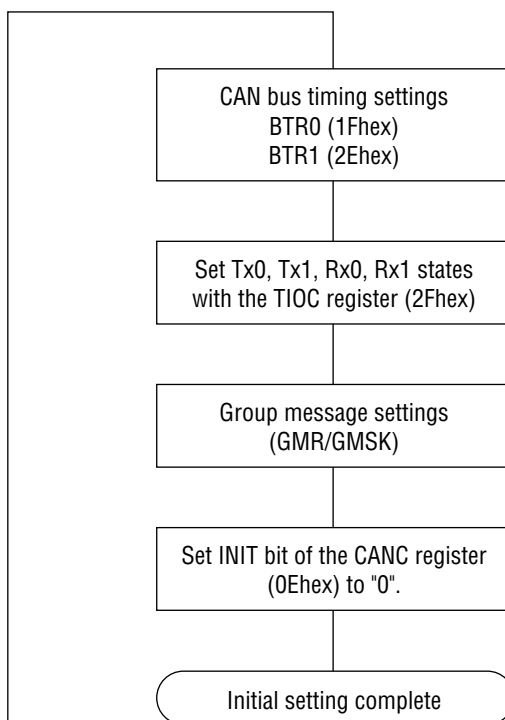 CAN bus timing settings
BTR0 (1Fhex)
BTR1 (2Ehex)
Set Tx0, Tx1, Rx0, Rx1 states
with the TIOC register (2Fhex)
Group message settings
(GMR/GMSK)
Set INIT bit of the CANC register
(0Ehex) to "0".
Initial setting complete